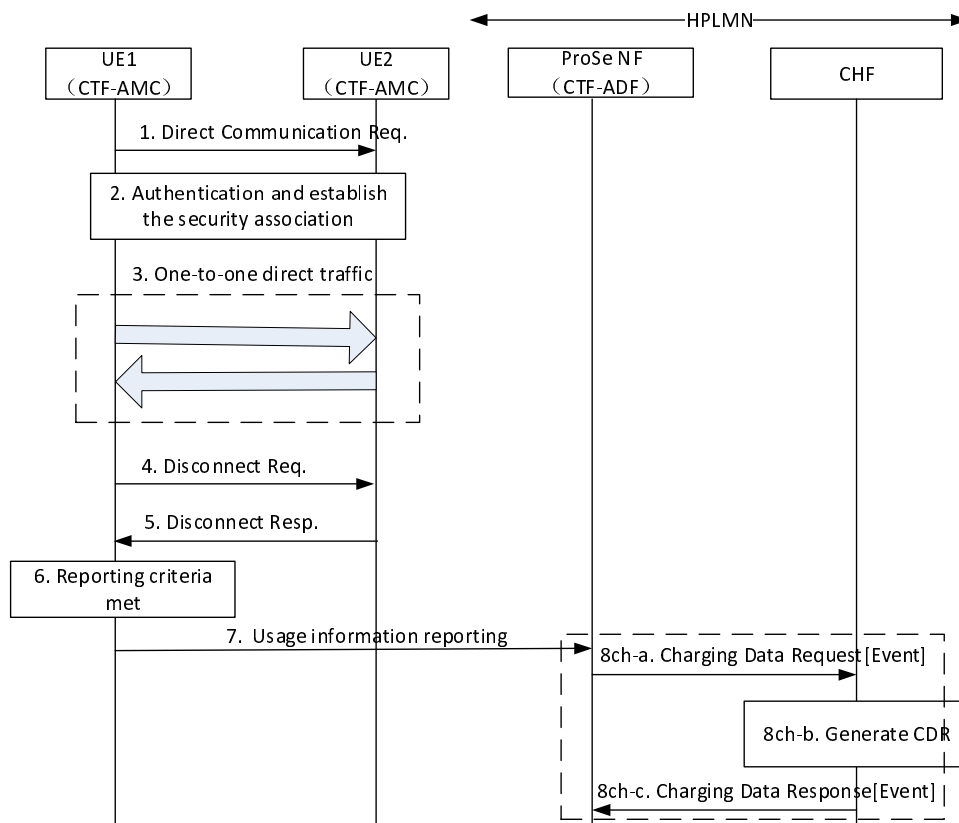 HPLMN
UE1
（CTF-AMC）
UE2
（CTF-AMC）
ProSe NF
（CTF-ADF）
CHF
1. Direct Communication Req.
2. Authentication and establish
the security association
3. One-to-one direct traffic
4. Disconnect Req.
5. Disconnect Resp.
6. Reporting criteria
met
7. Usage information reporting
8ch-a. Charging Data Request[Event]
8ch-b. Generate CDR
8ch-c. Charging Data Response[Event]